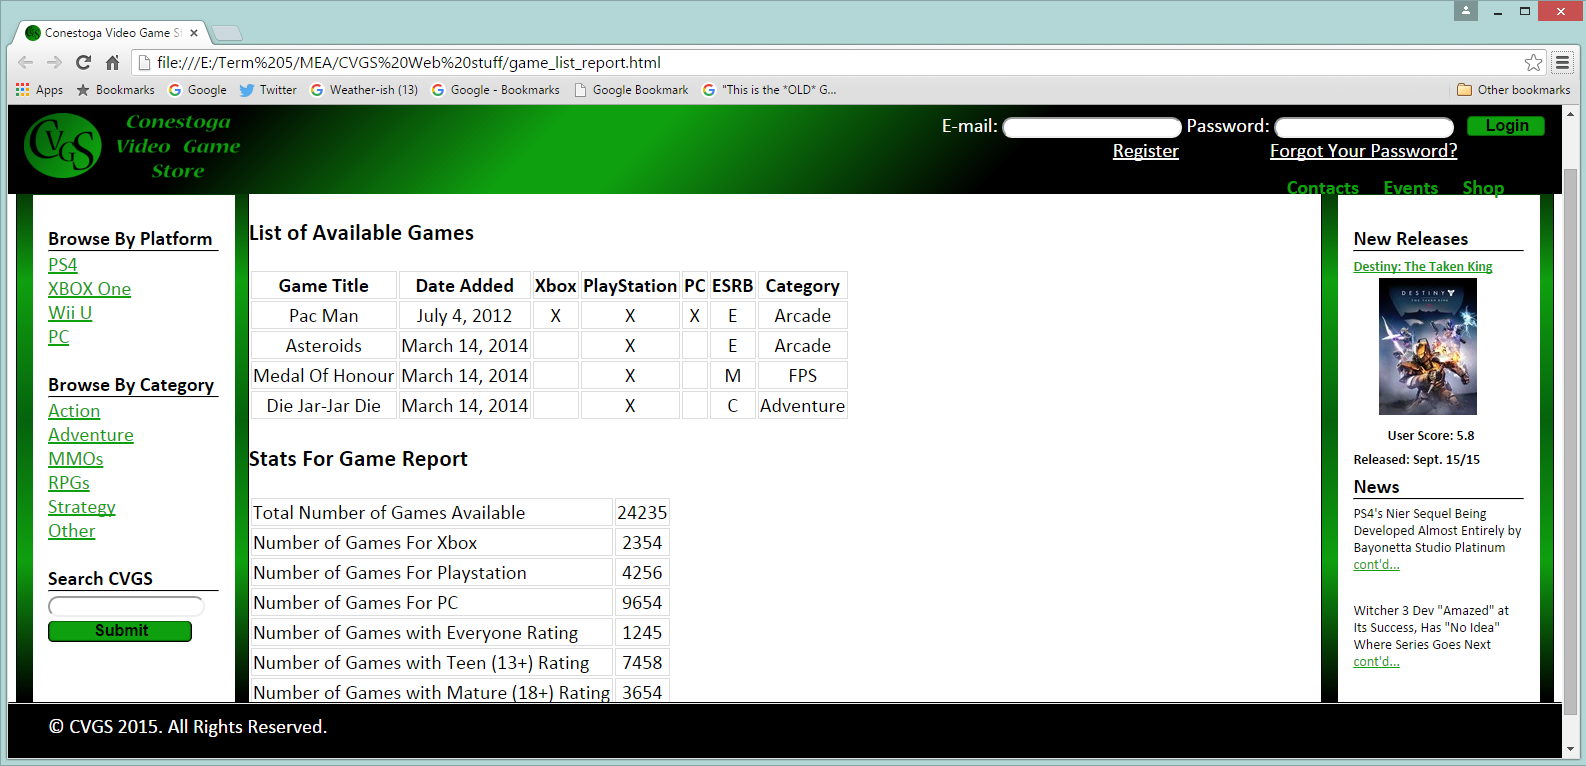 Conestoga Video Game St
file:///E:/Term%205/MEA/CVGS%20Web%20stuff/game_list_report.html
Apps Bookmarks Google Twitter Weather-ish (13) Google - Bookmarks Google Bookmark "This is the *OLD* G... Other bookmarks
CVGS
Conestoga
Video Game
Store
E-mail: Password: Login
Register Forgot Your Password?
Contacts Events Shop
Browse By Platform
PS4
XBOX One
Wii U
PC
Browse By Category
Action
Adventure
MMOs
RPGs
Strategy
Other
Search CVGS
Submit
List of Available Games
Game Title Date Added Xbox PlayStation PC ESRB Category
Pac Man July 4, 2012 X X X E Arcade
Asteroids March 14, 2014 X E Arcade
Medal Of Honour March 14, 2014 X M FPS
Die Jar-Jar Die March 14, 2014 X C Adventure
Stats For Game Report
Total Number of Games Available 24235
Number of Games For Xbox 2354
Number of Games For Playstation 4256
Number of Games For PC 9654
Number of Games with Everyone Rating 1245
Number of Games with Teen (13+) Rating 7458
Number of Games with Mature (18+) Rating 3654
New Releases
Destiny: The Taken King
DESTINY
THE TAKEN KING
User Score: 5.8
Released: Sept. 15/15
News
PS4's Nier Sequel Being
Developed Almost Entirely by
Bayonetta Studio Platinum
cont'd...
Witcher 3 Dev "Amazed" at
Its Success, Has "No Idea"
Where Series Goes Next
cont'd...
© CVGS 2015. All Rights Reserved.